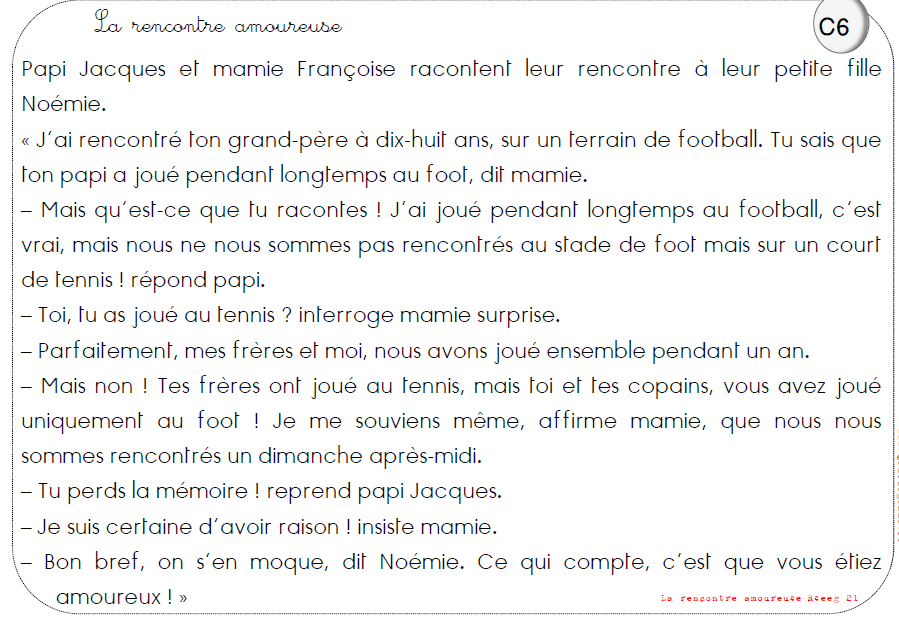 La rencontre amoureuse
C6
Papi Jacques et mamie Françoise racontent leur rencontre à leur petite fille
Noémie.
« J'ai rencontré ton grand-père à dix-huit ans, sur un terrain de football. Tu sais que
ton papi a joué pendant longtemps au foot, dit mamie.
– Mais qu'est-ce que tu racontes ! J'ai joué pendant longtemps au football, c'est
vrai, mais nous ne nous sommes pas rencontrés au stade de foot mais sur un court
de tennis ! répond papi.
– Toi, tu as joué au tennis ? interroge mamie surprise.
– Parfaitement, mes frères et moi, nous avons joué ensemble pendant un an.
– Mais non ! Tes frères ont joué au tennis, mais toi et tes copains, vous avez joué
uniquement au foot ! Je me souviens même, affirme mamie, que nous nous
sommes rencontrés un dimanche après-midi.
– Tu perds la mémoire ! reprend papi Jacques.
– Je suis certaine d'avoir raison ! insiste mamie.
– Bon bref, on s'en moque, dit Noémie. Ce qui compte, c'est que vous étiez
amoureux ! »
La rencontre amoureuse 21